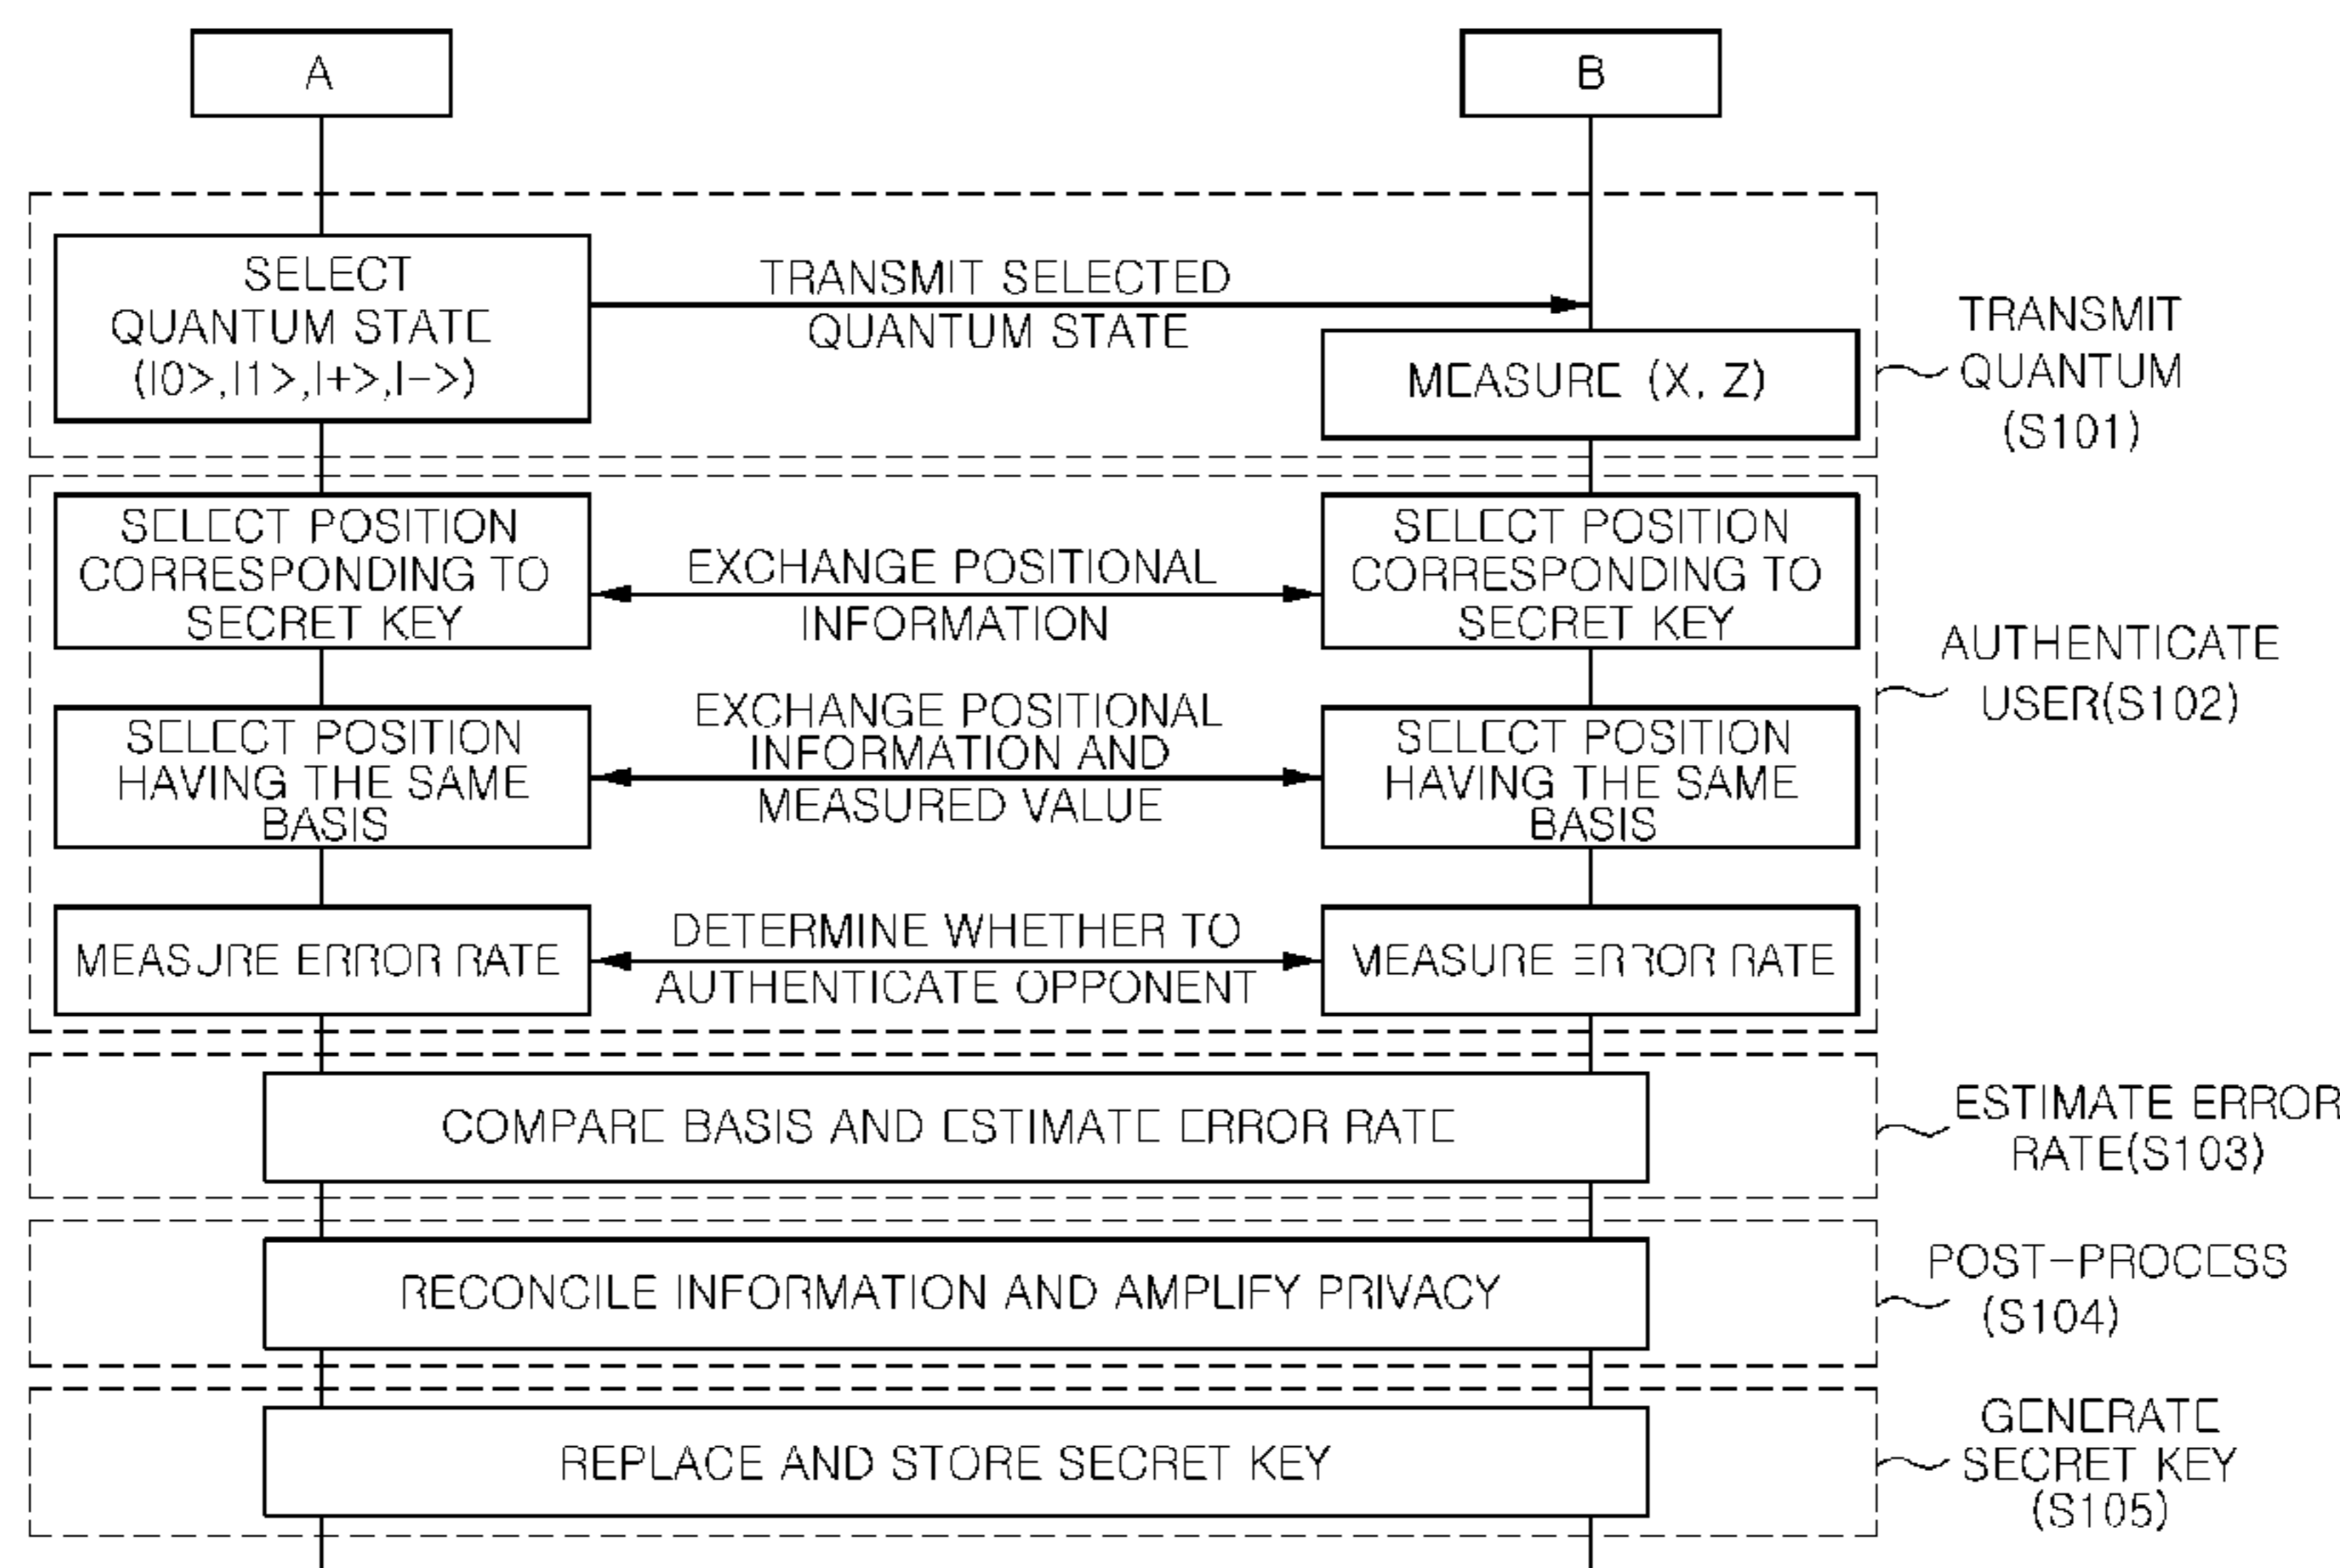 A
B
SELECT
QUANTUM STATE
(|0>,|1>,|+>,|->)
TRANSMIT SELECTED
QUANTUM STATE
MEASURE (X, Z)
TRANSMIT
QUANTUM
(S101)
SELECT POSITION
CORRESPONDING TO
SECRET KEY
EXCHANGE POSITIONAL
INFORMATION
SELECT POSITION
CORRESPONDING TO
SECRET KEY
AUTHENTICATE
USER(S102)
SELECT POSITION
HAVING THE SAME
BASIS
EXCHANGE POSITIONAL
INFORMATION AND
MEASURED VALUE
SELECT POSITION
HAVING THE SAME
BASIS
MEASURE ERROR RATE
DETERMINE WHETHER TO
AUTHENTICATE OPPONENT
MEASURE ERROR RATE
COMPARE BASIS AND ESTIMATE ERROR RATE
ESTIMATE ERROR
RATE(S103)
RECONCILE INFORMATION AND AMPLIFY PRIVACY
POST-PROCESS
(S104)
REPLACE AND STORE SECRET KEY
GENERATE
SECRET KEY
(S105)